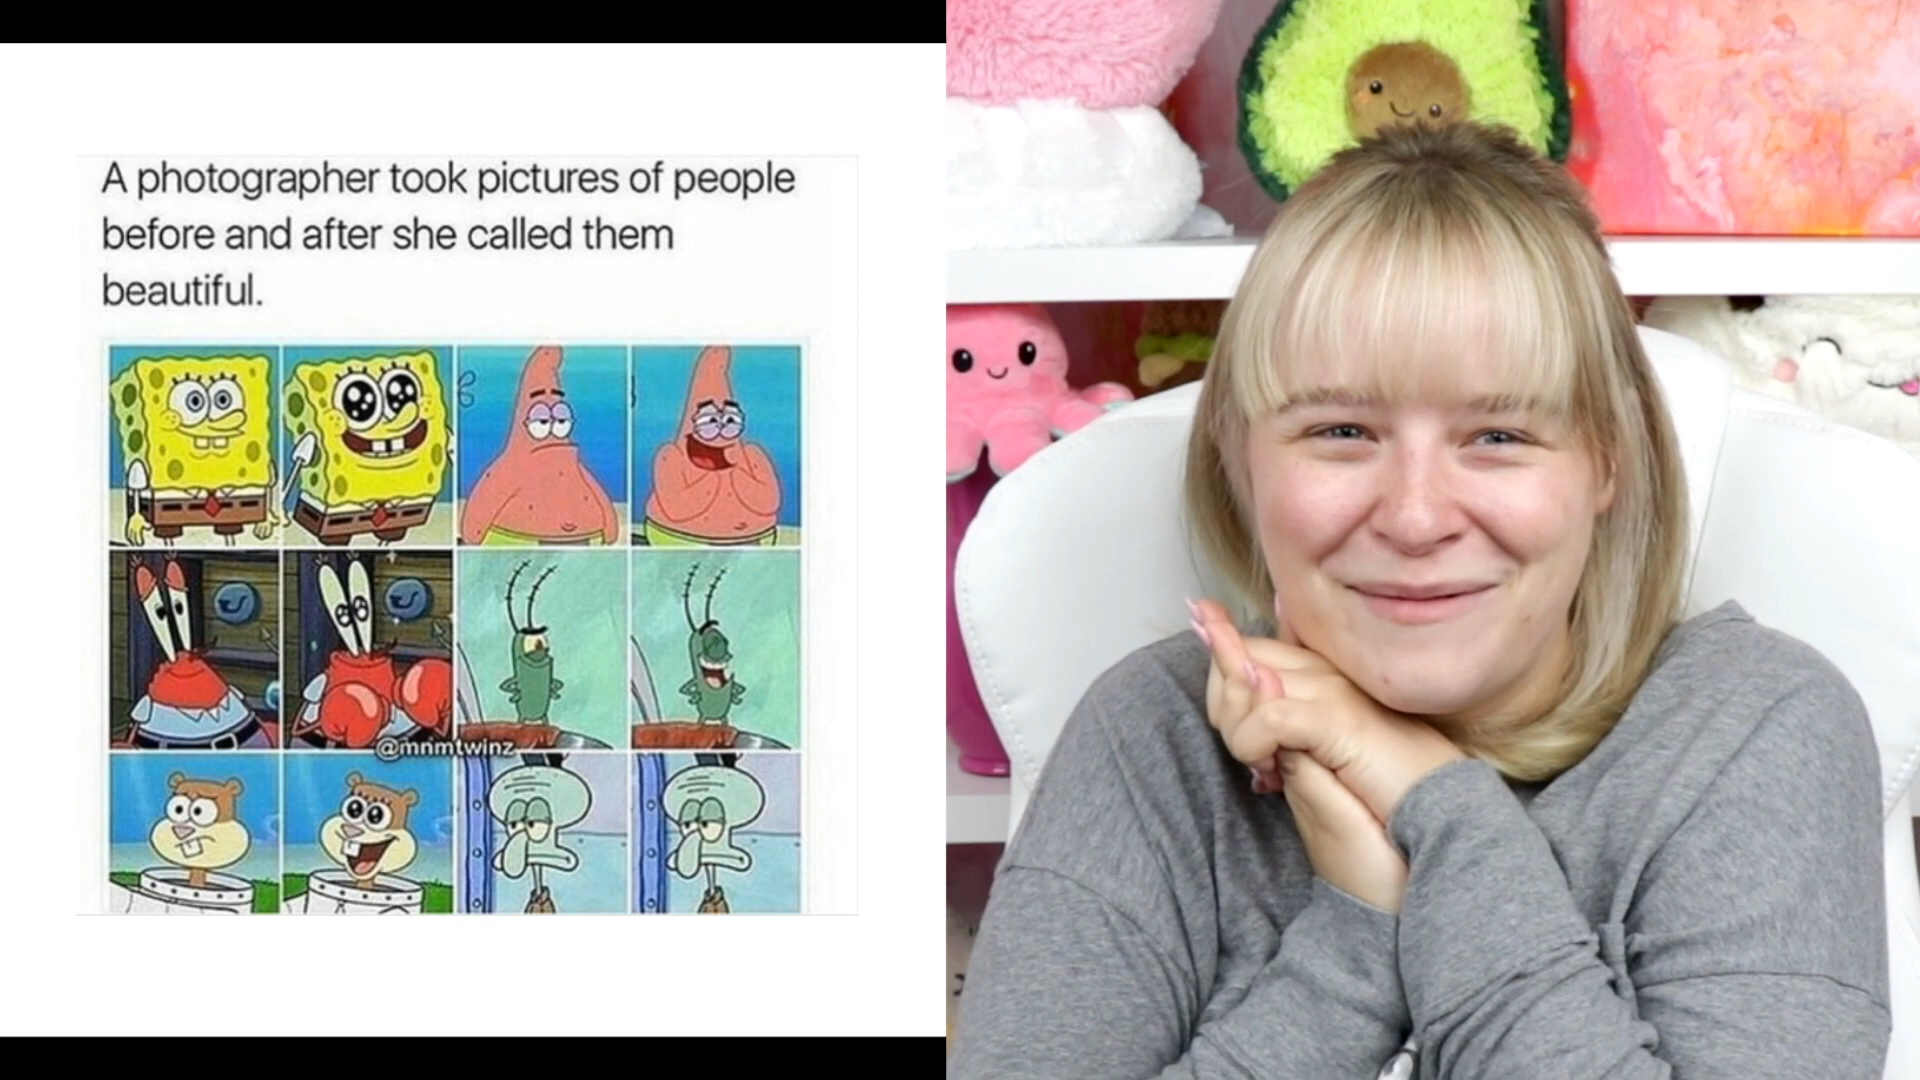 A photographer took pictures of people
before and after she called them
beautiful.
@mnmtwinz